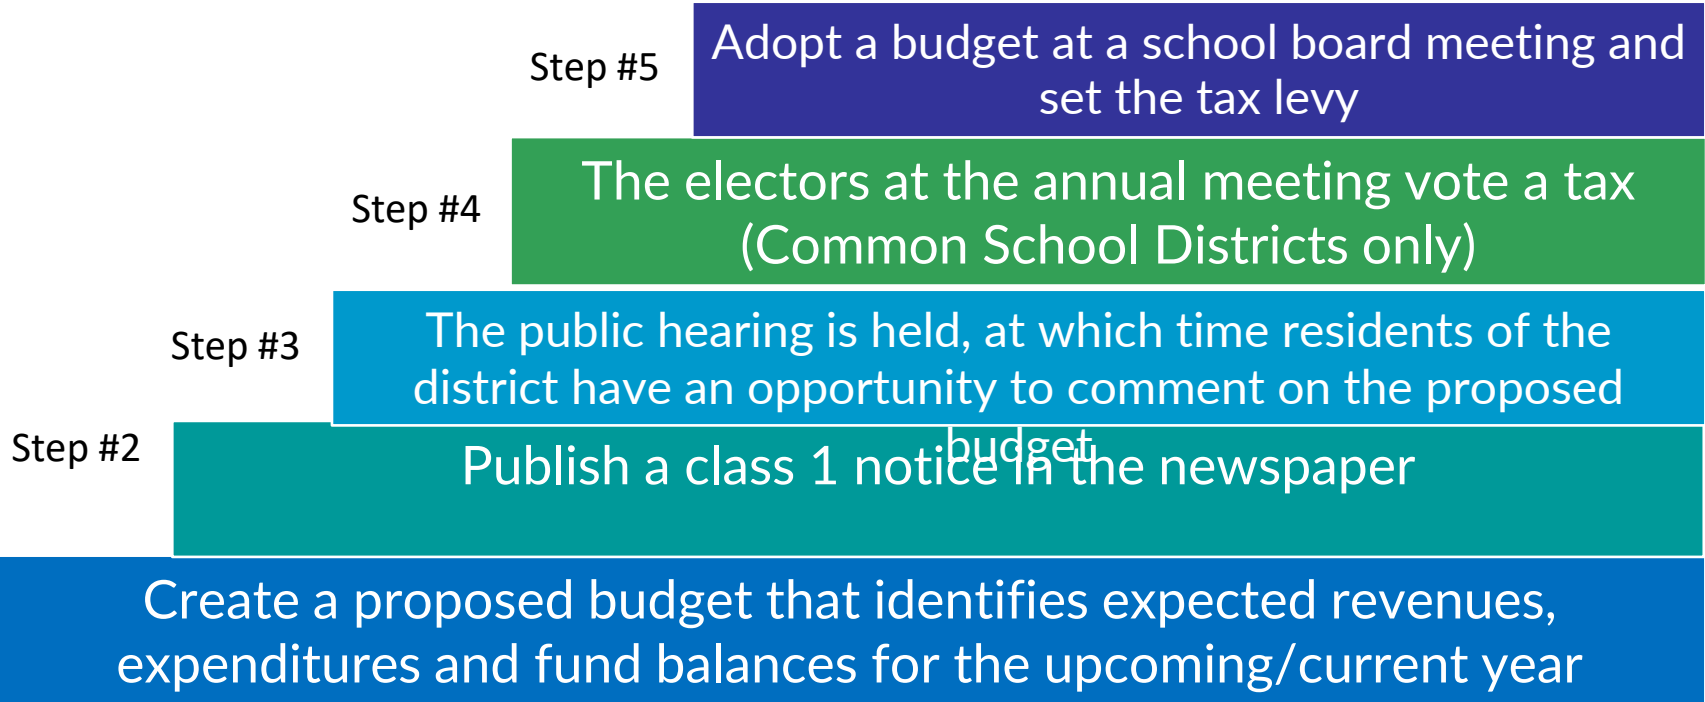 Step #5
Adopt a budget at a school board meeting and
set the tax levy
Step #4
The electors at the annual meeting vote a tax
(Common School Districts only)
Step #3
The public hearing is held, at which time residents of the
district have an opportunity to comment on the proposed
budget
Step #2
Publish a class 1 notice in the newspaper
Create a proposed budget that identifies expected revenues,
expenditures and fund balances for the upcoming/current year